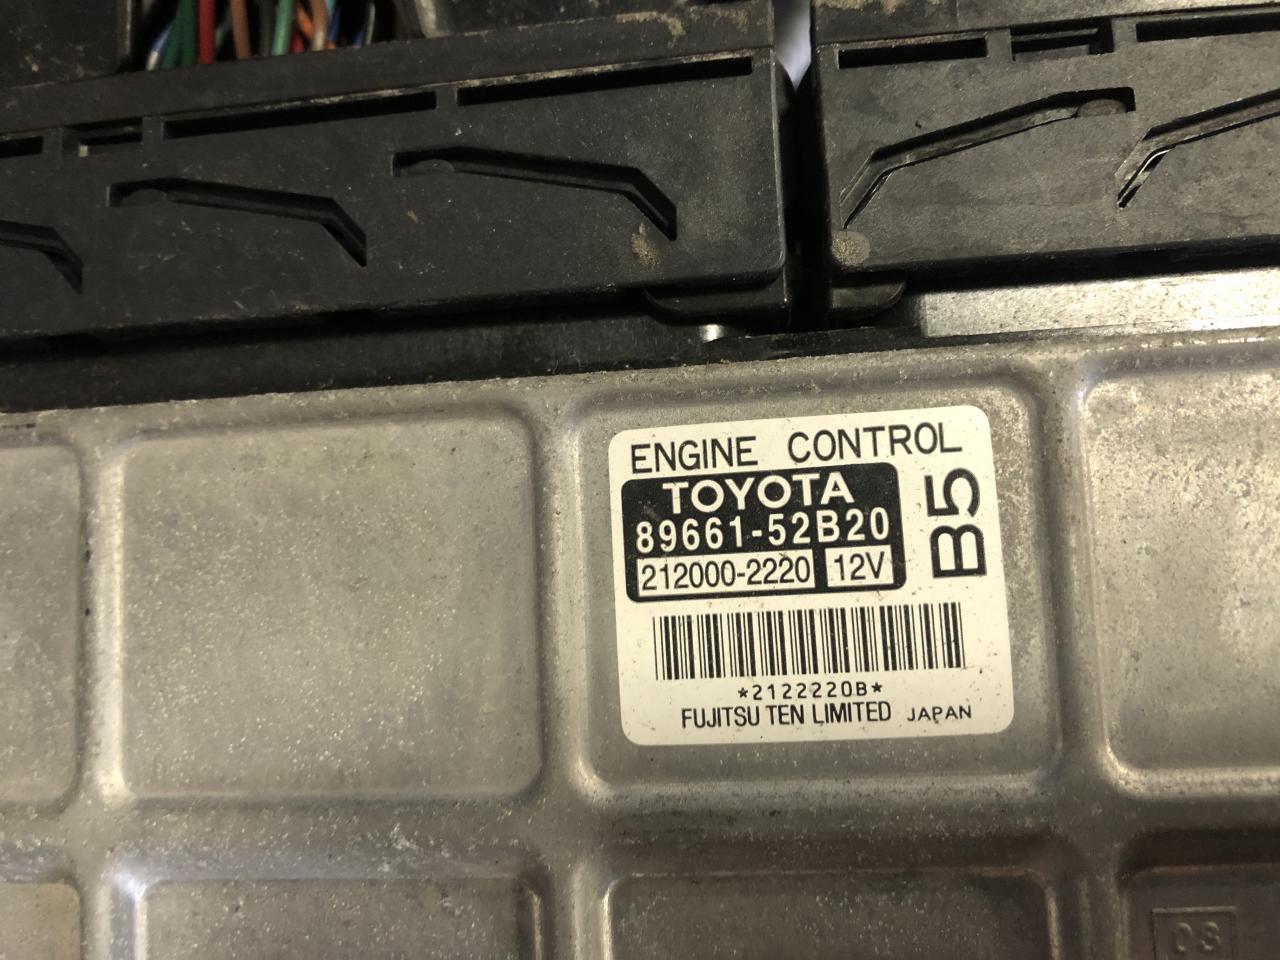 ENGINE CONTROL
TOYOTA
89661-52B20
212000-2220 12V
B5
*2122220B*
FUJITSU TEN LIMITED JAPAN